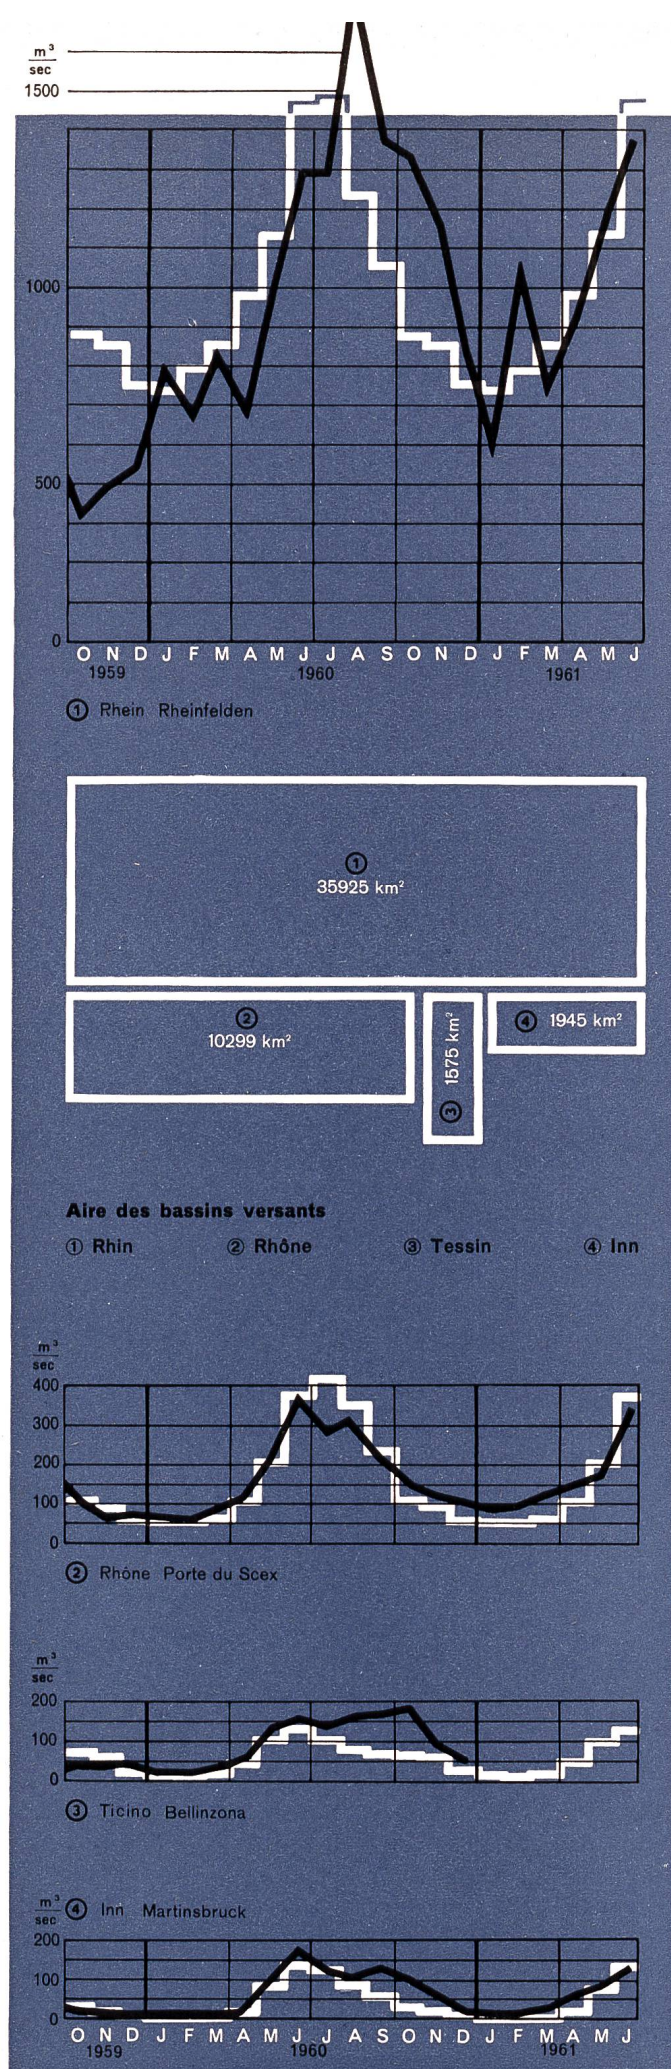 m³
sec
1500
1000
500
0
O N D J F M A M J J A S O N D J F M A M J
1959 1960 1961
① Rhein Rheinfelden
①
35925 km²
②
10299 km²
③ 1575 km²
④ 1945 km²
Aire des bassins versants
① Rhin ② Rhône ③ Tessin ④ Inn
m³
sec
400
300
200
100
0
② Rhône Porte du Scex
m³
sec
200
100
0
③ Ticino Bellinzona
m³
sec
④ Inn Martinsbruck
200
100
0
O N D J F M A M J J A S O N D J F M A M J
1959 1960 1961